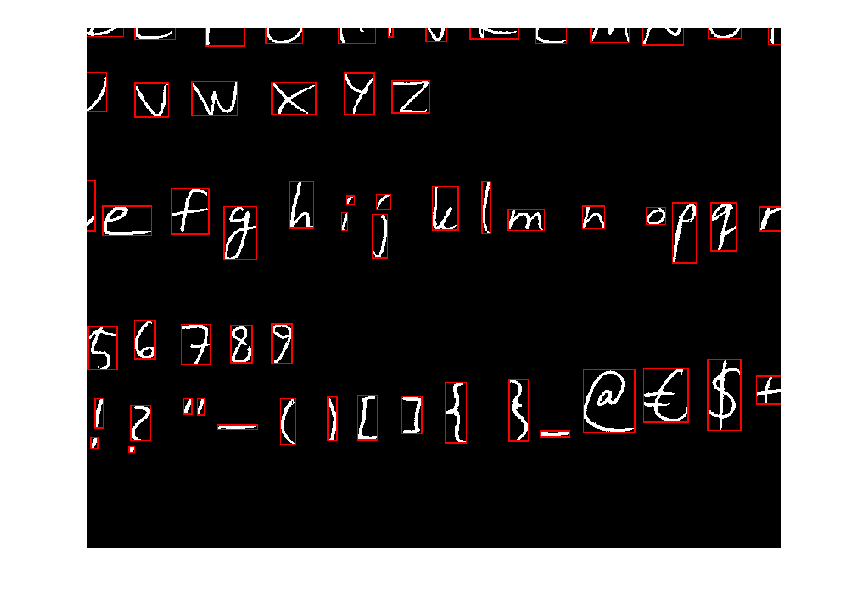 V W X Y Z
e f g h i j k l m n o p q r
5 6 7 8 9
! ? " — ( ) [ ] { } _ @ € $ +